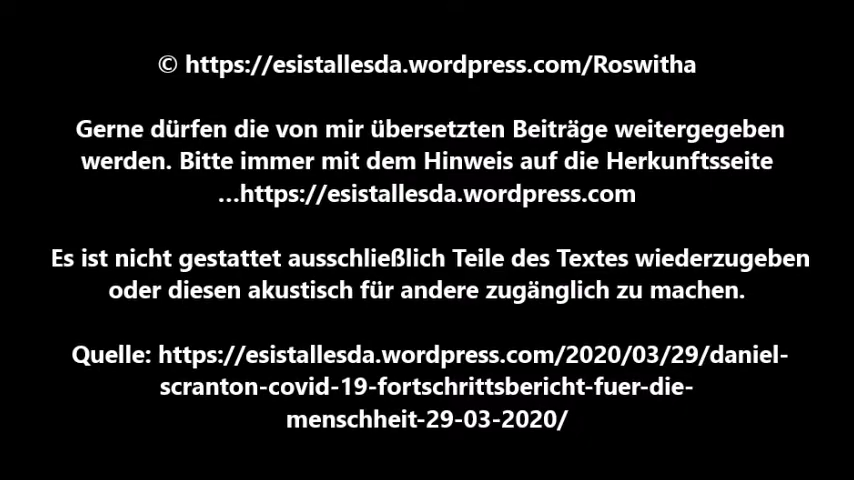 © https://esistallesda.wordpress.com/Roswitha
Gerne dürfen die von mir übersetzten Beiträge weitergegeben
werden. Bitte immer mit dem Hinweis auf die Herkunftsseite
…https://esistallesda.wordpress.com
Es ist nicht gestattet ausschließlich Teile des Textes wiederzugeben
oder diesen akustisch für andere zugänglich zu machen.
Quelle: https://esistallesda.wordpress.com/2020/03/29/daniel-
scranton-covid-19-fortschrittsbericht-fuer-die-
menschheit-29-03-2020/